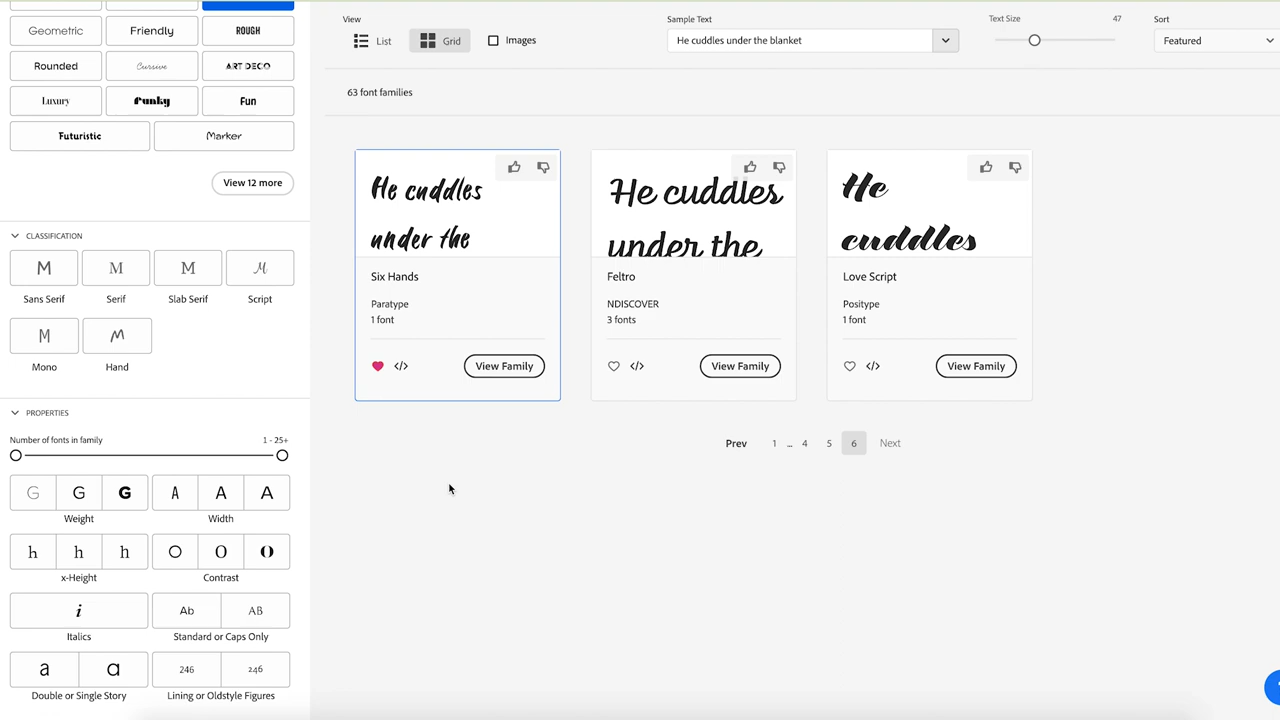 Geometric Friendly ROUGH
Rounded Cursive ART DECO
Luxury Funky Fun
Futuristic Marker
View 12 more
CLASSIFICATION
M M M M
Sans Serif Serif Slab Serif Script
M M
Mono Hand
PROPERTIES
Number of fonts in family 1 - 25+
G G G A A A
Weight Width
h h h O O O
x-Height Contrast
i Ab AB
Italics Standard or Caps Only
a a 246 246
Double or Single Story Lining or Oldstyle Figures
View Sample Text Text Size 47 Sort
List Grid Images He cuddles under the blanket Featured
63 font families
He cuddles
under the
Six Hands
Paratype
1 font
</> View Family
He cuddles
under the
Feltro
NDISCOVER
3 fonts
</> View Family
He
cuddles
Love Script
Positype
1 font
</> View Family
Prev 1 ... 4 5 6 Next